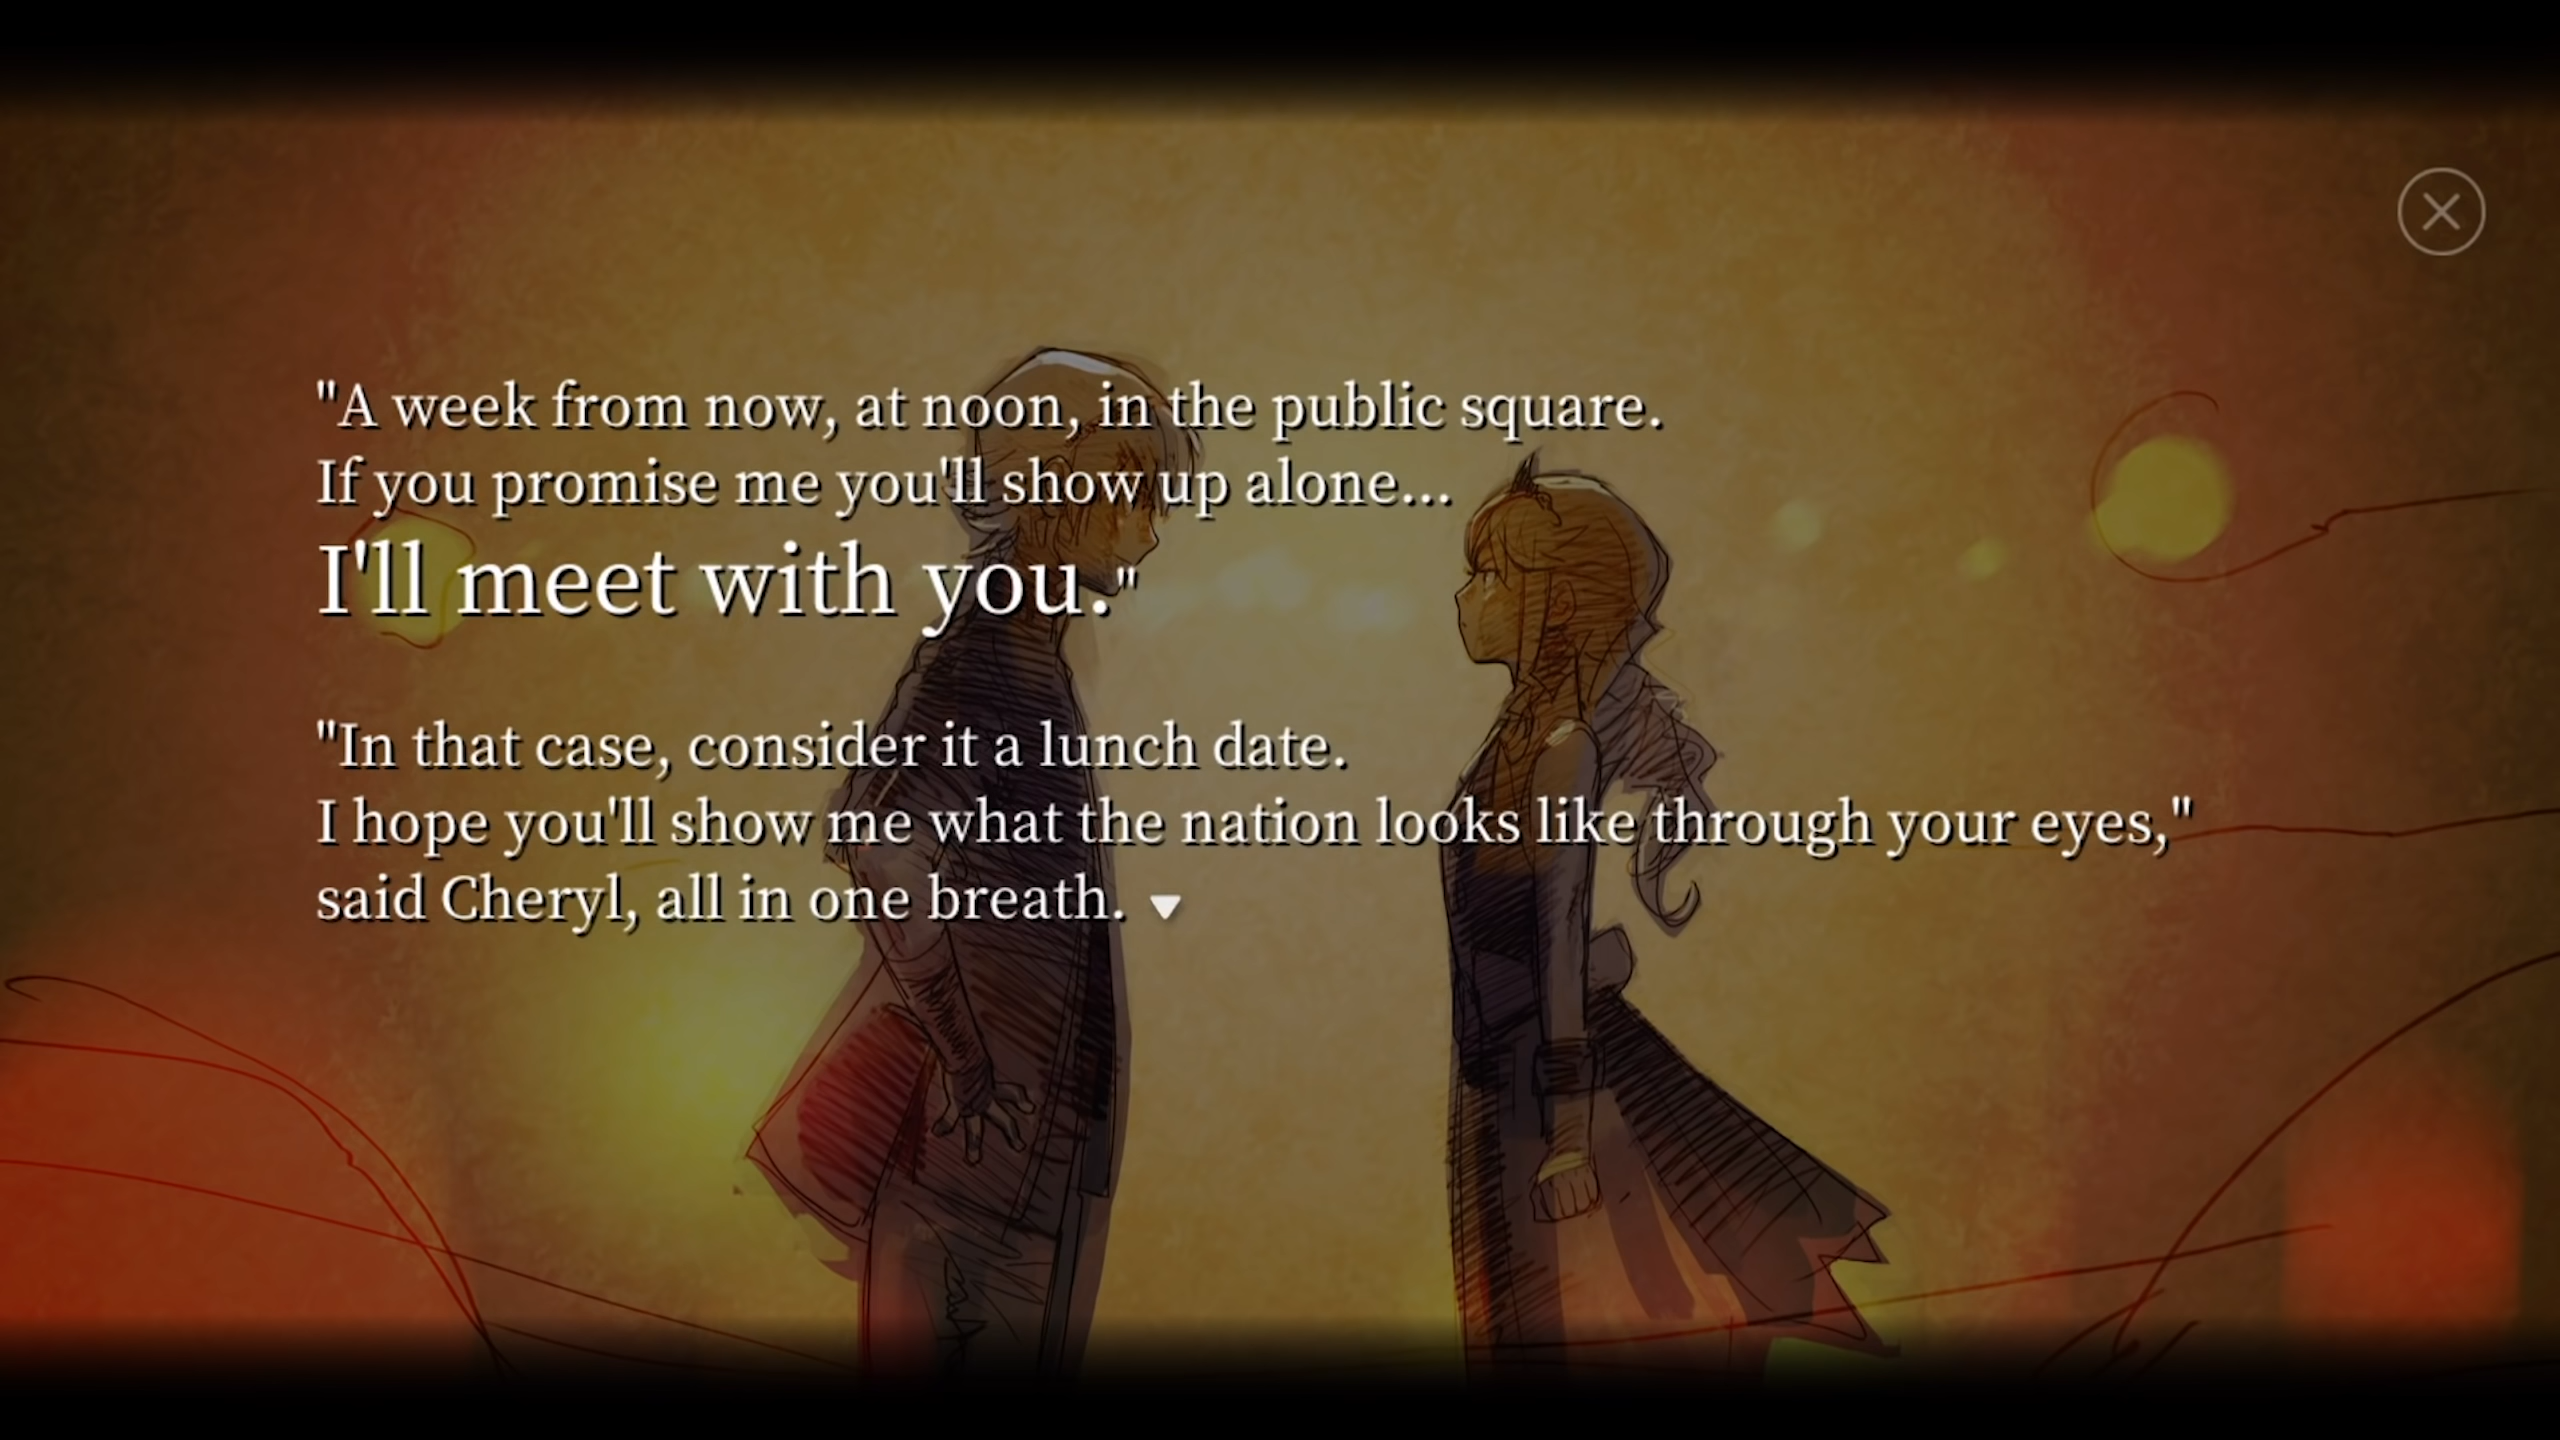 "A week from now, at noon, in the public square.
If you promise me you'll show up alone...
I'll meet with you."
"In that case, consider it a lunch date.
I hope you'll show me what the nation looks like through your eyes,"
said Cheryl, all in one breath.